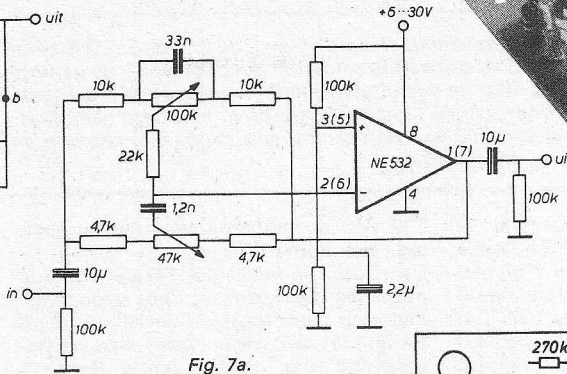 uit
+6···30V
33n
10k
100k
10k
100k
b
3(5)
+
8
10µ
22k
NE532
1(7)
uit
2(6)
−
4
1,2n
100k
4,7k
47k
4,7k
10µ
in
100k
2,2µ
100k
Fig. 7a.
270k